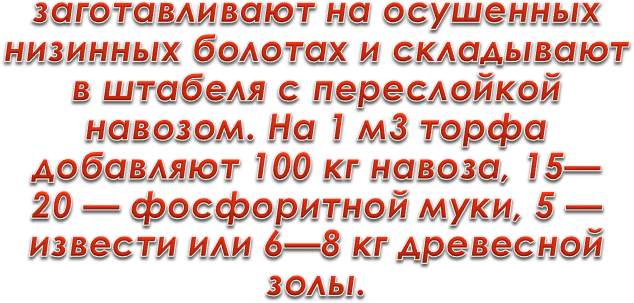 заготавливают на осушенных
низинных болотах и складывают
в штабеля с переслойкой
навозом. На 1 м3 торфа
добавляют 100 кг навоза, 15—
20 — фосфоритной муки, 5 —
извести или 6—8 кг древесной
золы.